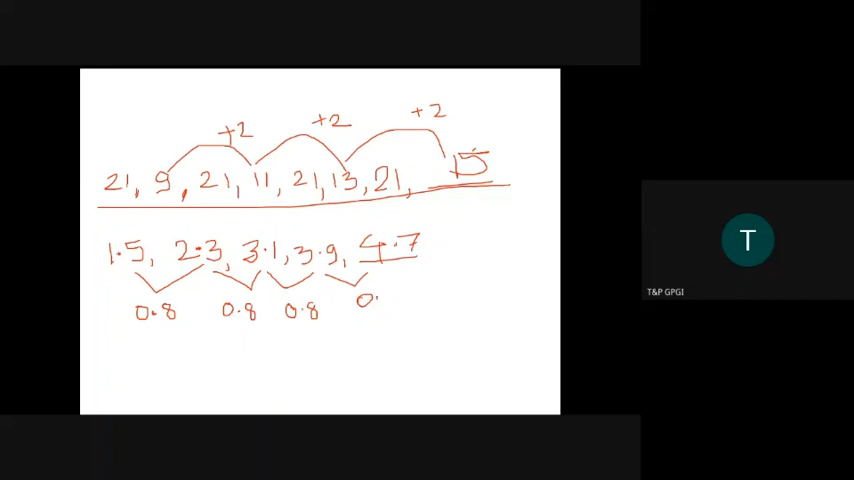 +2 +2 +2
21, 9, 21, 11, 21, 13, 21, 15
1.5, 2.3, 3.1, 3.9, 4.7
0.8 0.8 0.8 0.
T
T&P GPGI